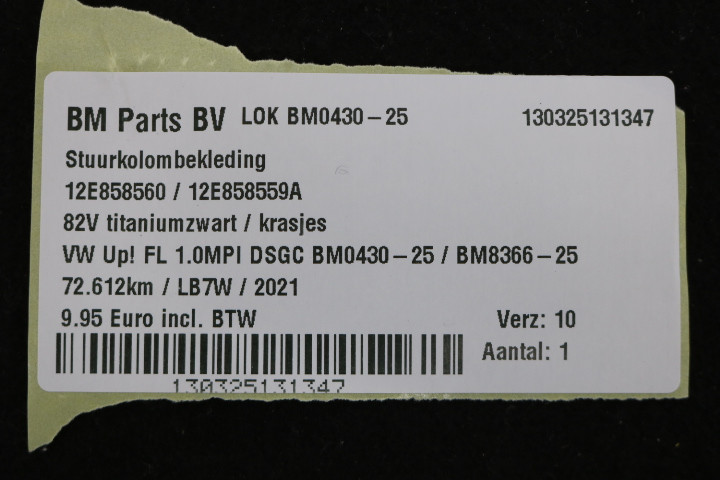 BM Parts BV LOK BM0430-25 130325131347
Stuurkolombekleding
12E858560 / 12E858559A
82V titaniumzwart / krasjes
VW Up! FL 1.0MPI DSGC BM0430-25 / BM8366-25
72.612km / LB7W / 2021
9.95 Euro incl. BTW Verz: 10
Aantal: 1
130325131347